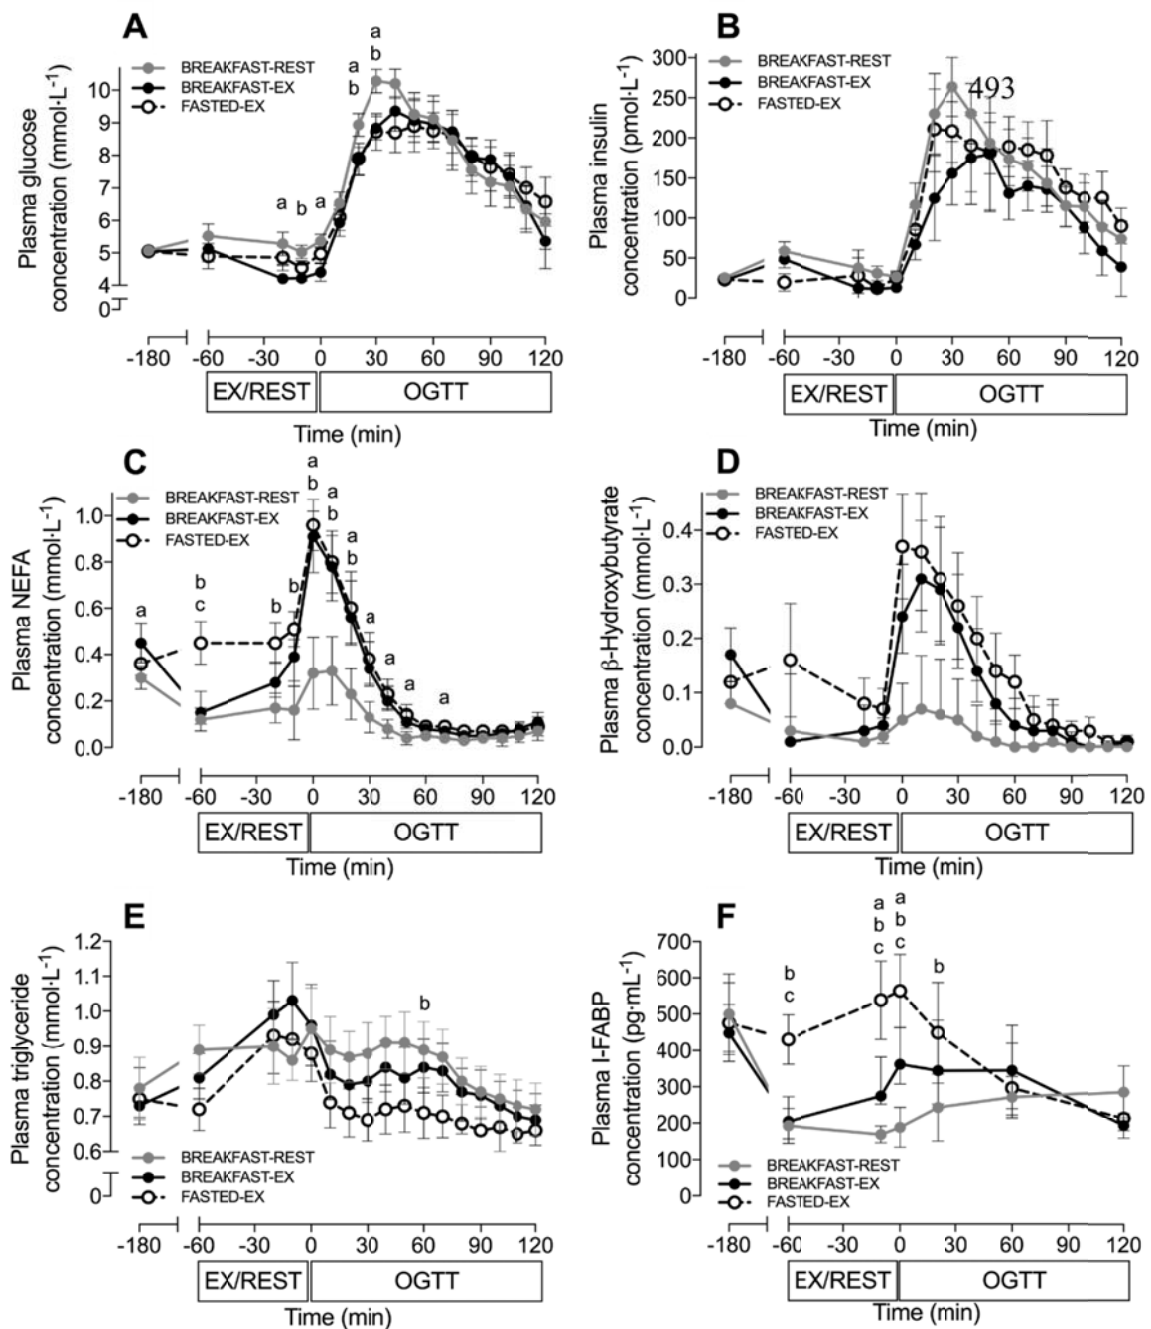 A
a
b
a
b
a
b
a
BREAKFAST-REST
BREAKFAST-EX
FASTED-EX
Plasma glucose
concentration (mmol·L-1)
10
9
8
7
6
5
4
0
-180
-60
-30
0
30
60
90
120
EX/REST
OGTT
Time (min)
B
BREAKFAST-REST
BREAKFAST-EX
FASTED-EX
493
Plasma insulin
concentration (pmol·L-1)
300
250
200
150
100
50
0
-180
-60
-30
0
30
60
90
120
EX/REST
OGTT
Time (min)
C
BREAKFAST-REST
BREAKFAST-EX
FASTED-EX
a
b
c
b
b
a
b
a
b
a
b
a
a
a
a
Plasma NEFA
concentration (mmol·L-1)
1.0
0.8
0.6
0.4
0.2
0.0
-180
-60
-30
0
30
60
90
120
EX/REST
OGTT
Time (min)
D
BREAKFAST-REST
BREAKFAST-EX
FASTED-EX
Plasma β-Hydroxybutyrate
concentration (mmol·L-1)
0.4
0.3
0.2
0.1
0.0
-180
-60
-30
0
30
60
90
120
EX/REST
OGTT
Time (min)
E
b
Plasma triglyceride
concentration (mmol·L-1)
1.2
1.0
0.9
0.8
0.7
0.6
0
BREAKFAST-REST
BREAKFAST-EX
FASTED-EX
-180
-60
-30
0
30
60
90
120
EX/REST
OGTT
Time (min)
F
b
c
a
b
c
a
b
c
b
Plasma I-FABP
concentration (pg·mL-1)
700
600
500
400
300
200
100
0
BREAKFAST-REST
BREAKFAST-EX
FASTED-EX
-180
-60
-30
0
30
60
90
120
EX/REST
OGTT
Time (min)